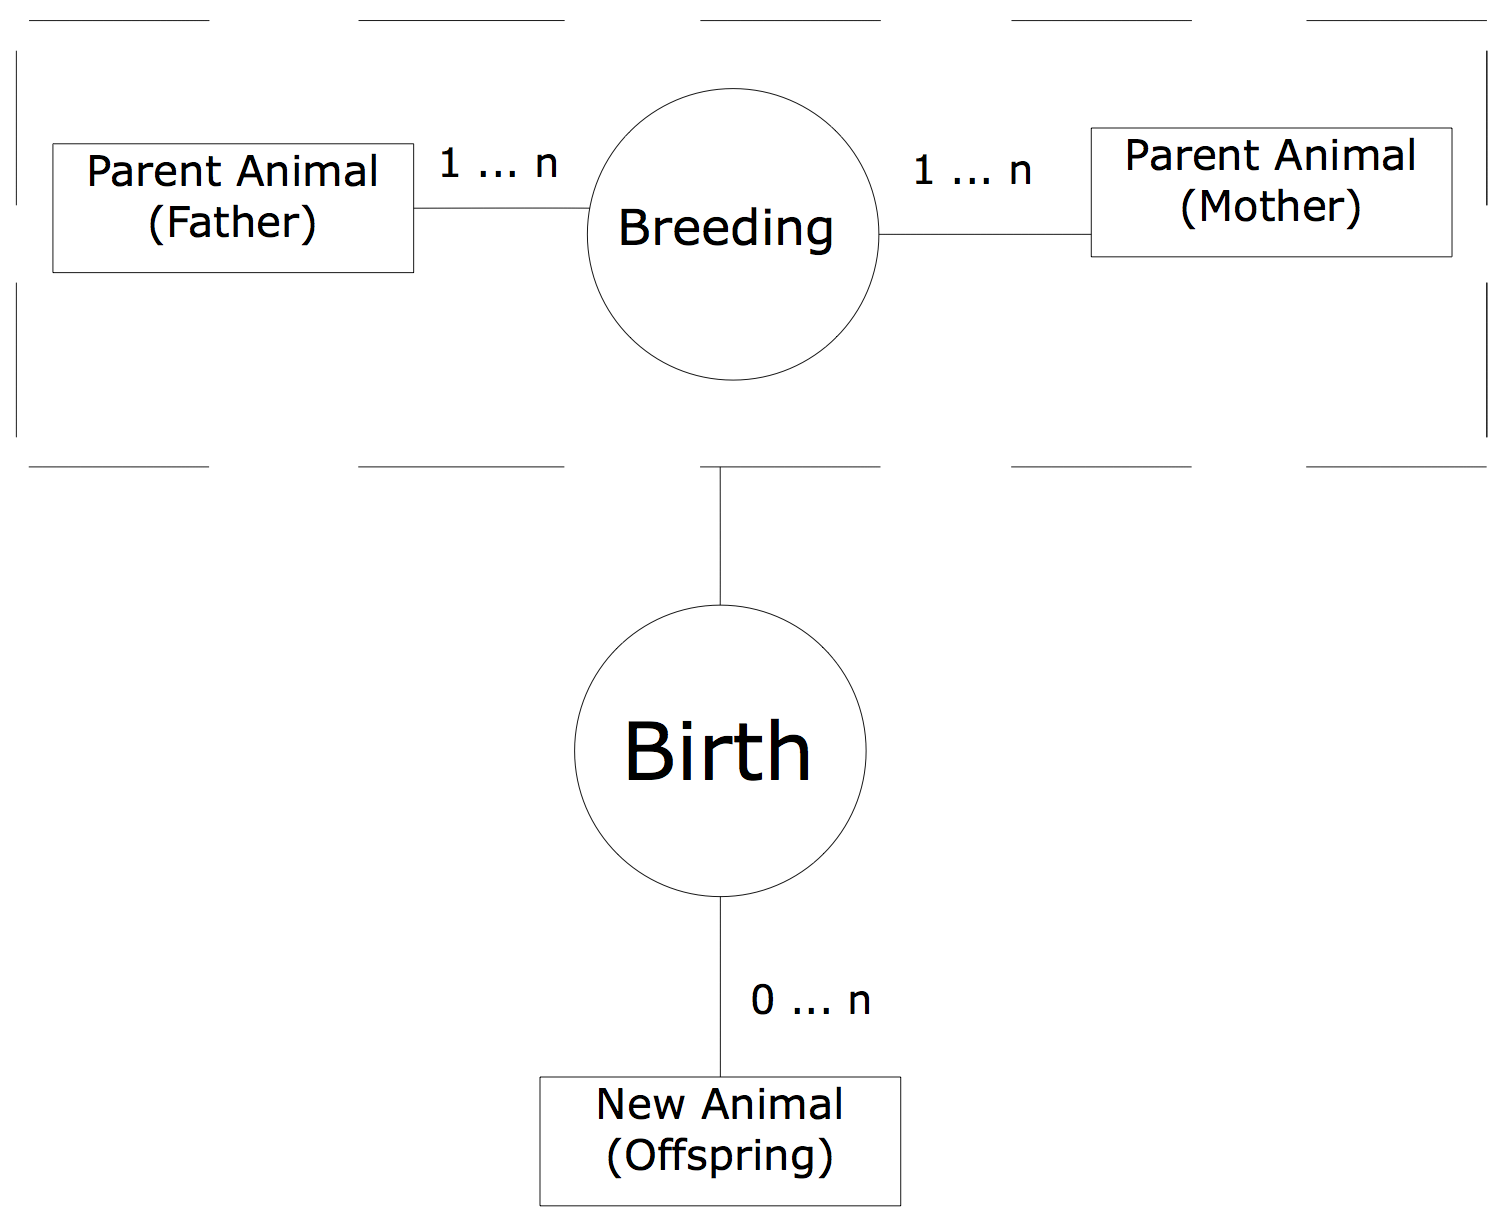 Parent Animal
(Father)
1 ... n
Breeding
1 ... n
Parent Animal
(Mother)
Birth
0 ... n
New Animal
(Offspring)